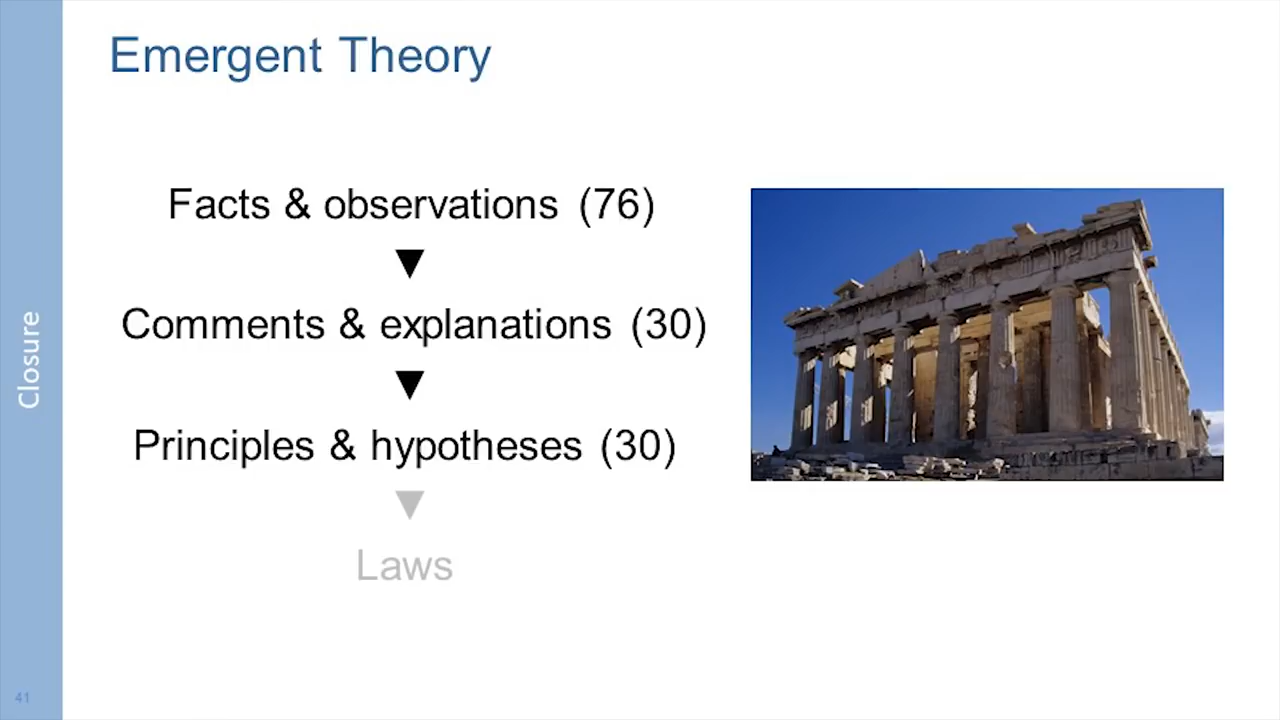 Emergent Theory
Facts & observations (76)
▼
Comments & explanations (30)
▼
Principles & hypotheses (30)
▼
Laws
Closure
41